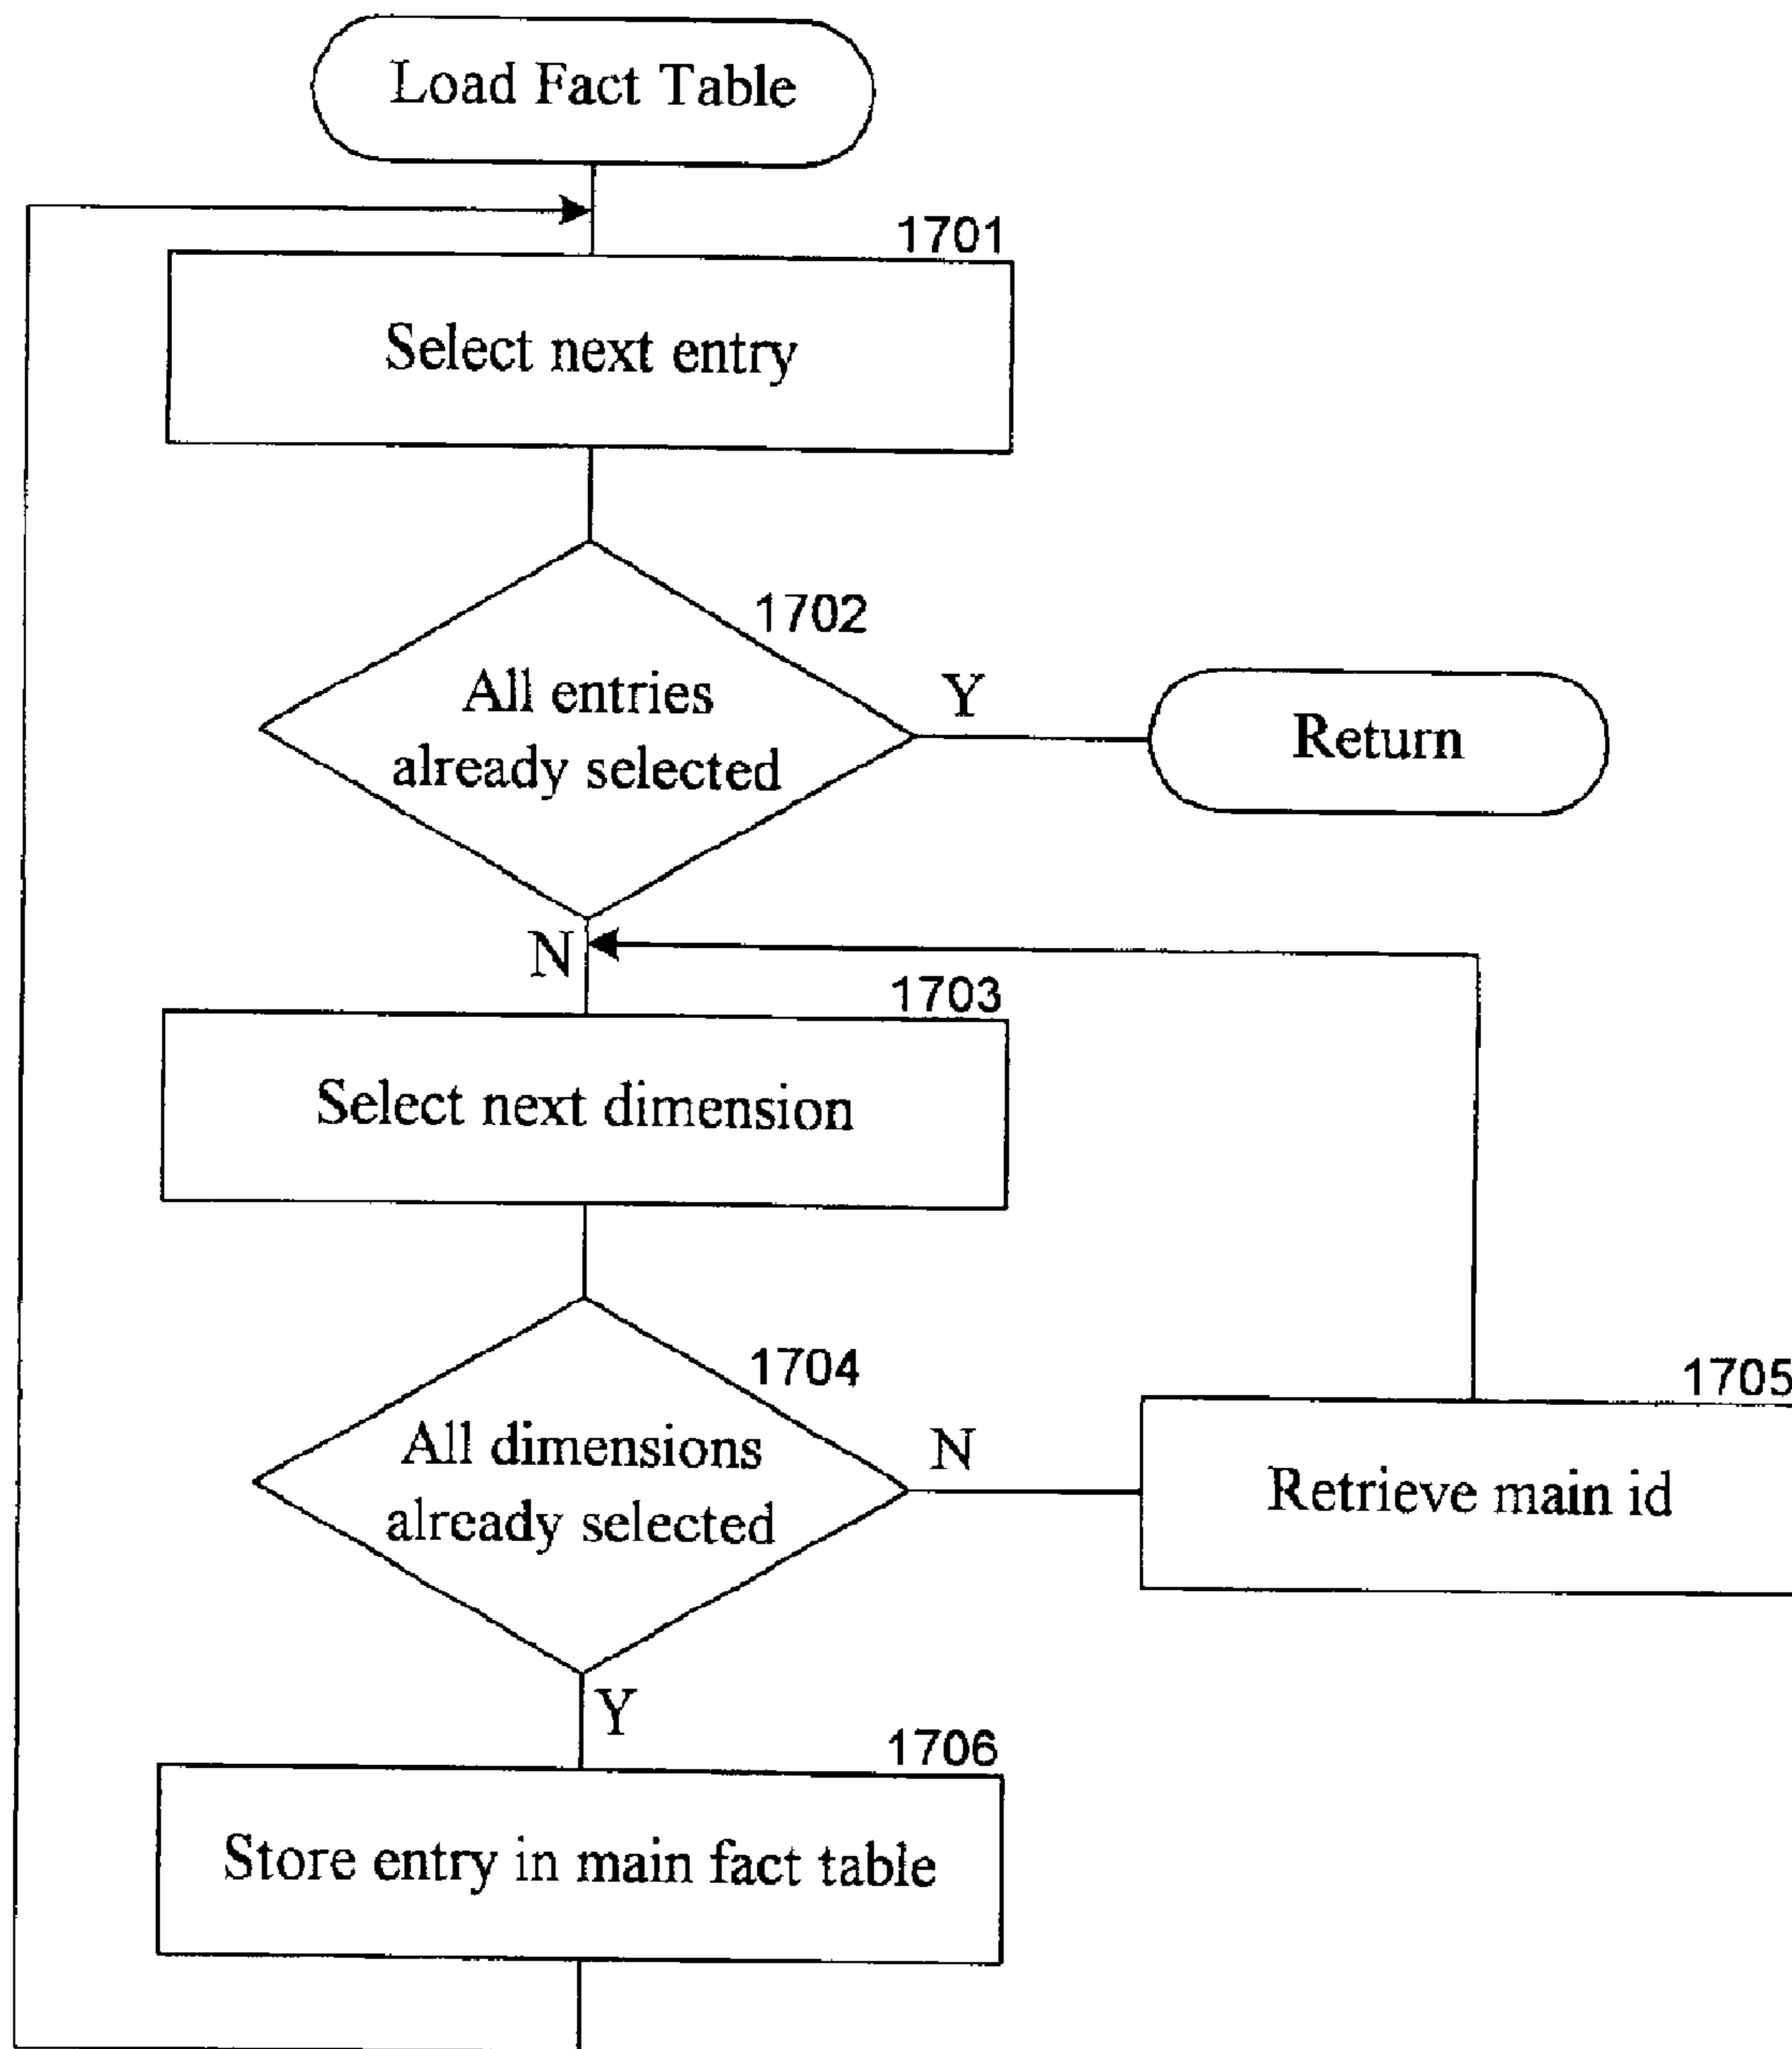 Load Fact Table
1701
Select next entry
1702
All entries
already selected
Y
Return
N
1703
Select next dimension
1704
All dimensions
already selected
N
1705
Retrieve main id
Y
1706
Store entry in main fact table